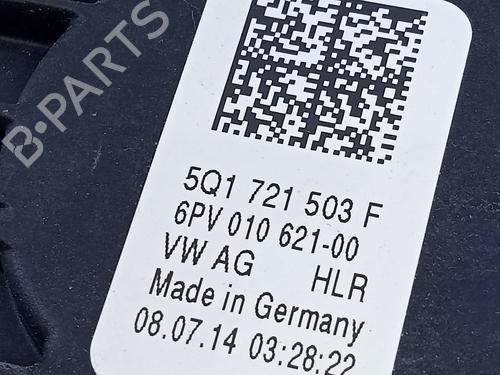 B-PARTS
5Q1 721 503 F
6PV 010 621-00
VW AG HLR
Made in Germany
08.07.14 03:28:22